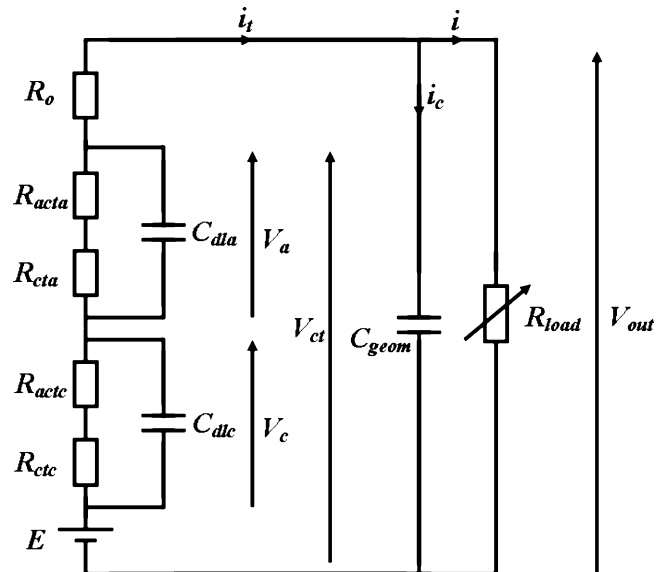 i_t
i
R_o
i_c
R_acta
C_dla
V_a
R_cta
V_ct
C_geom
R_load
V_out
R_actc
C_dlc
V_c
R_ctc
E